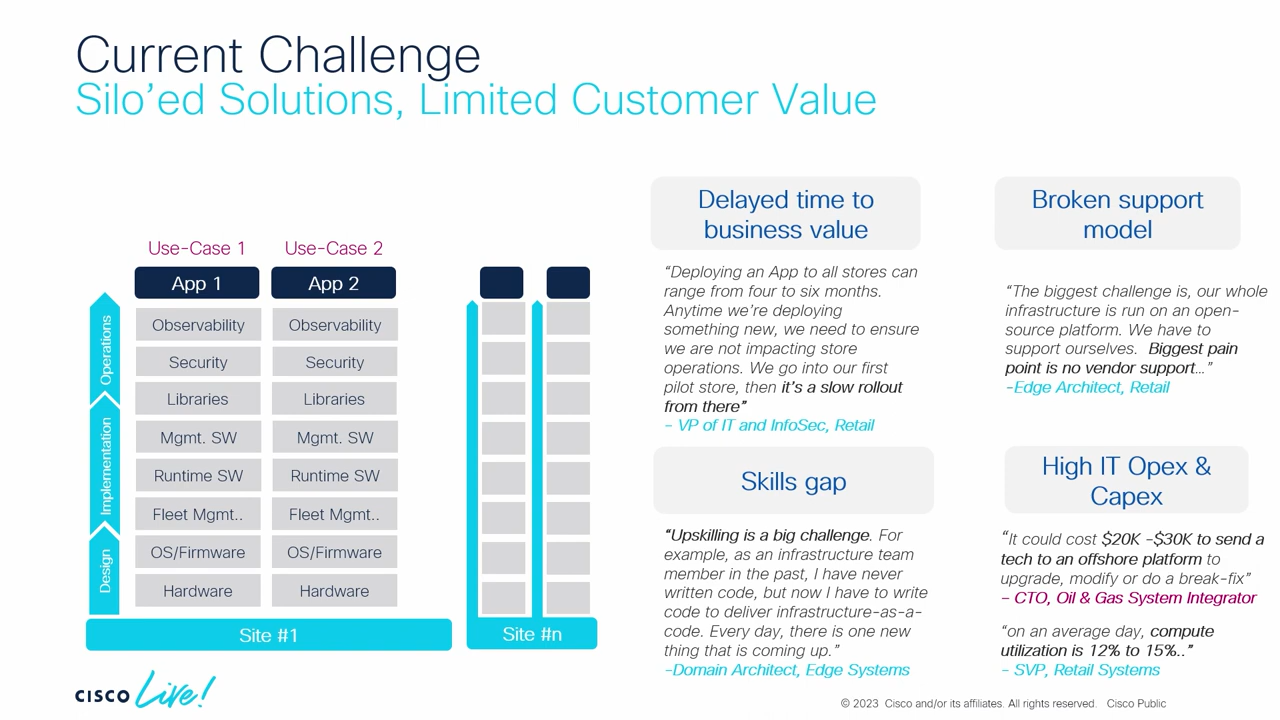 Current Challenge
Silo’ed Solutions, Limited Customer Value
Use-Case 1
Use-Case 2
App 1
App 2
Observability
Observability
Security
Security
Libraries
Libraries
Mgmt. SW
Mgmt. SW
Runtime SW
Runtime SW
Fleet Mgmt..
Fleet Mgmt..
OS/Firmware
OS/Firmware
Hardware
Hardware
Operations
Implementation
Design
Site #1
Site #n
Delayed time to
business value
“Deploying an App to all stores can
range from four to six months.
Anytime we’re deploying
something new, we need to ensure
we are not impacting store
operations. We go into our first
pilot store, then it’s a slow rollout
from there”
- VP of IT and InfoSec, Retail
Broken support
model
“The biggest challenge is, our whole
infrastructure is run on an open-
source platform. We have to
support ourselves.  Biggest pain
point is no vendor support…”
-Edge Architect, Retail
Skills gap
“Upskilling is a big challenge. For
example, as an infrastructure team
member in the past, I have never
written code, but now I have to write
code to deliver infrastructure-as-a-
code. Every day, there is one new
thing that is coming up.”
-Domain Architect, Edge Systems
High IT Opex &
Capex
“It could cost $20K -$30K to send a
tech to an offshore platform to
upgrade, modify or do a break-fix”
- CTO, Oil & Gas System Integrator
“on an average day, compute
utilization is 12% to 15%..”
- SVP, Retail Systems
CISCO Live!
© 2023 Cisco and/or its affiliates. All rights reserved. Cisco Public